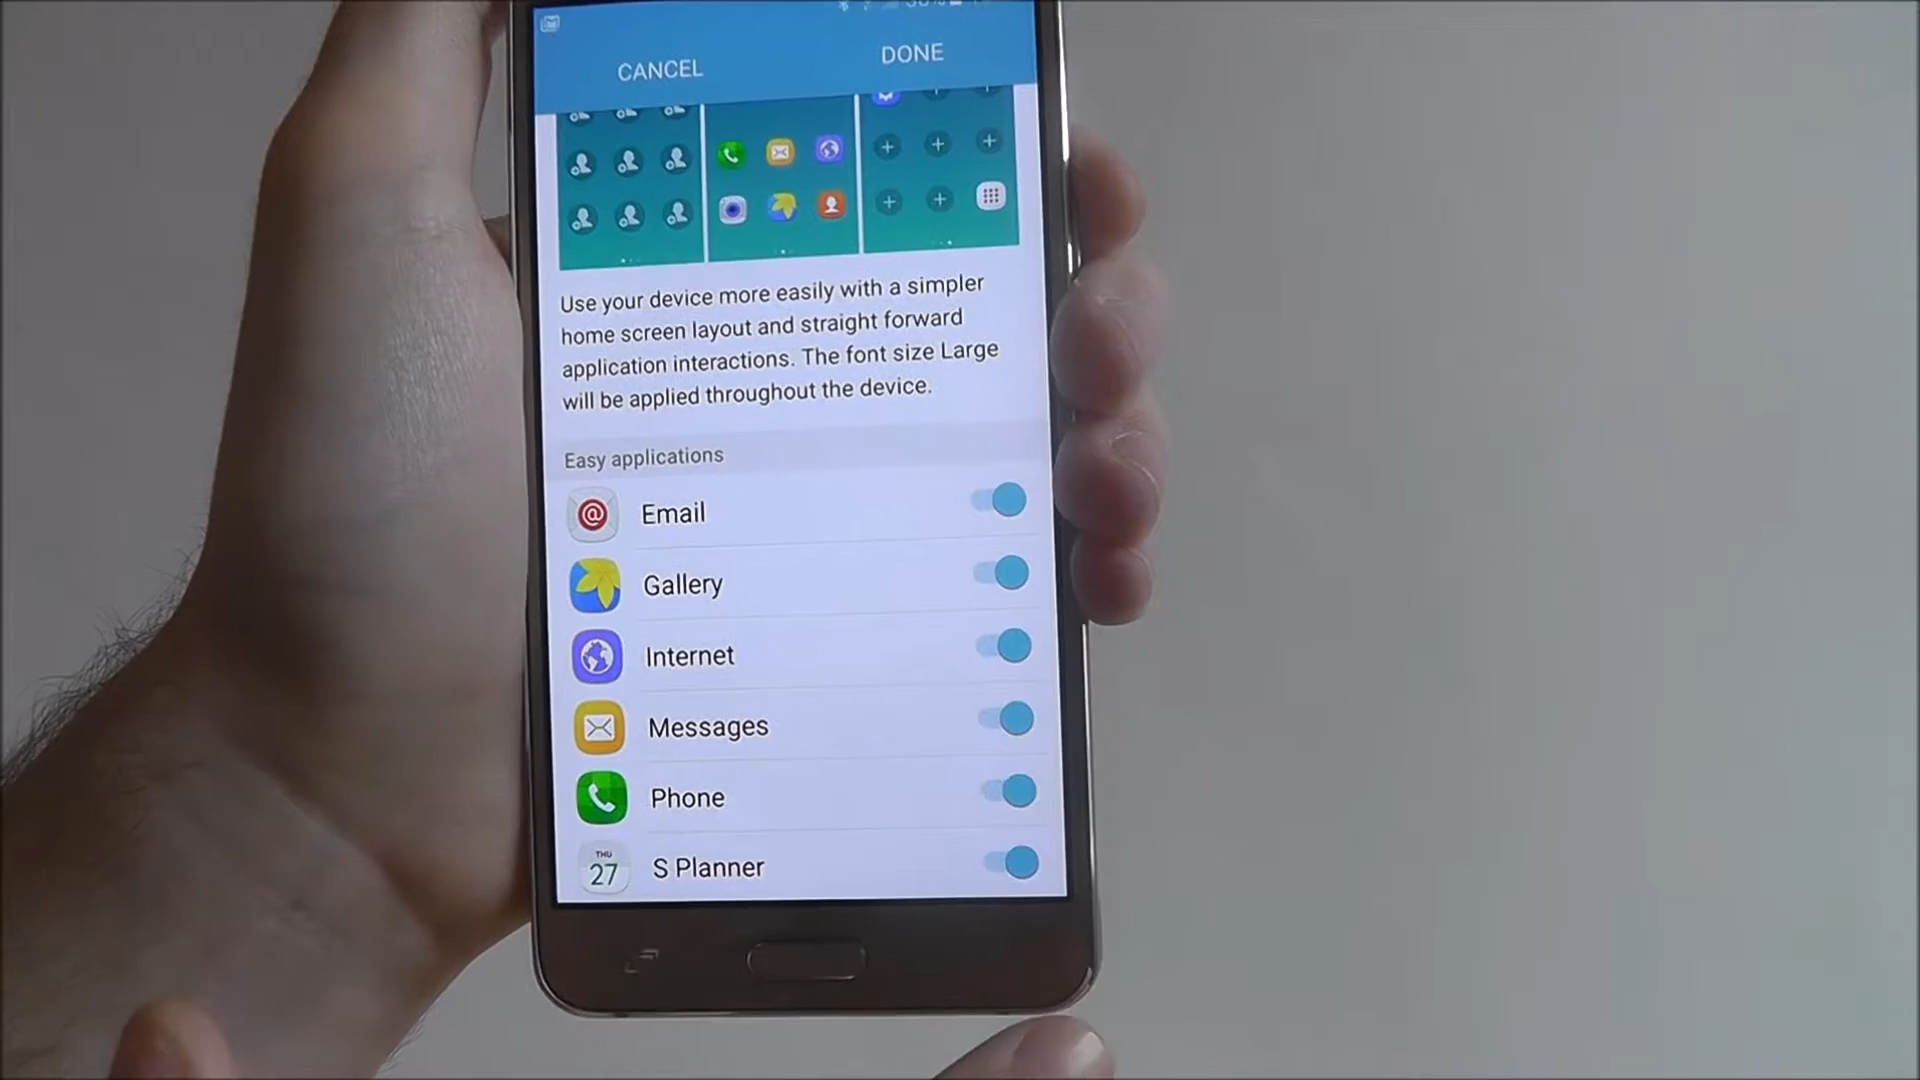 CANCEL DONE
Use your device more easily with a simpler
home screen layout and straight forward
application interactions. The font size Large
will be applied throughout the device.
Easy applications
Email
Gallery
Internet
Messages
Phone
THU
27
S Planner